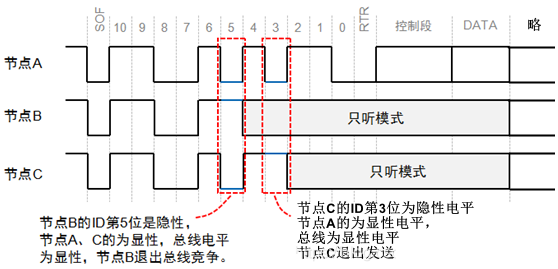 SOF 10 9 8 7 6 5 4 3 2 1 0 RTR 控制段 DATA 略
节点A
节点B 只听模式
节点C 只听模式
节点B的ID第5位是隐性，
节点A、C的为显性，总线电平
为显性，节点B退出总线竞争。
节点C的ID第3位为隐性电平
节点A的为显性电平，
总线为显性电平
节点C退出发送